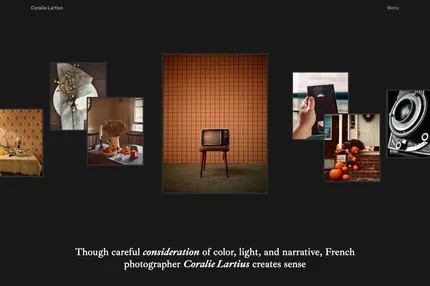 Coralie Lartius
Menu
Though careful consideration of color, light, and narrative, French
photographer Coralie Lartius creates sense